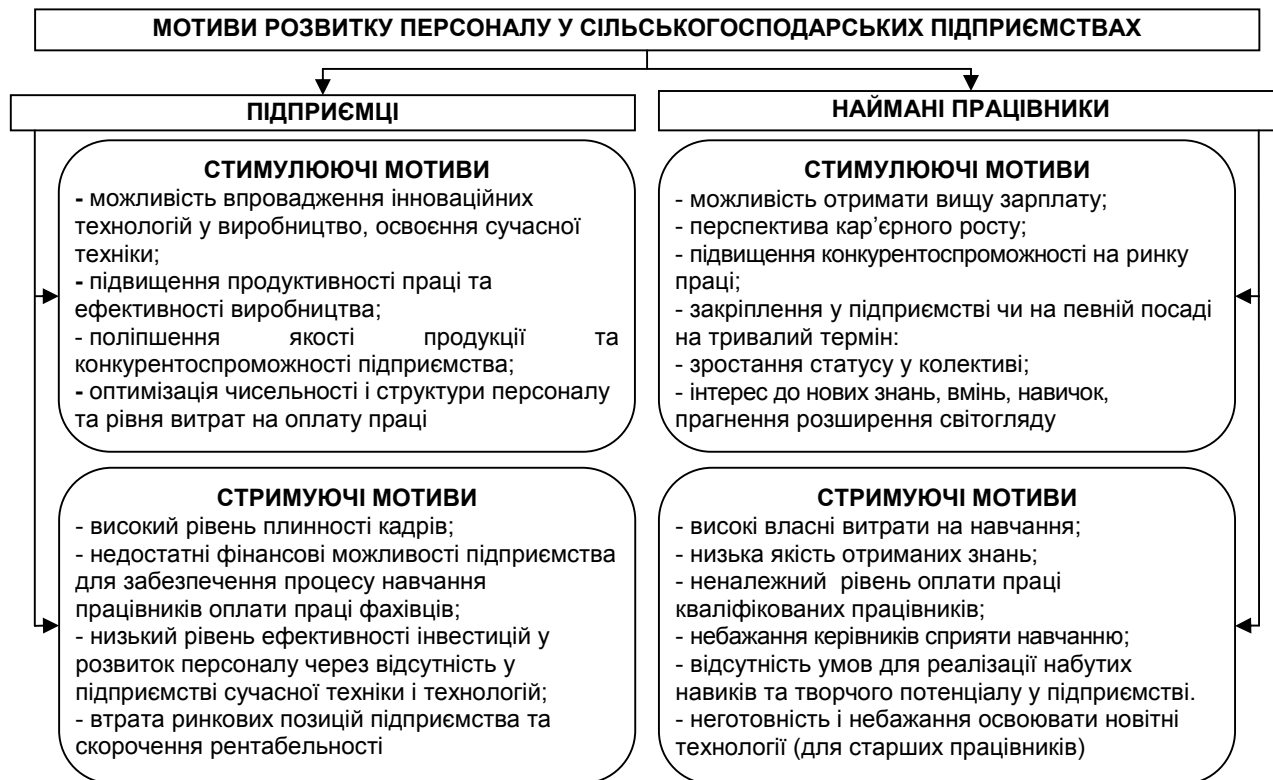 МОТИВИ РОЗВИТКУ ПЕРСОНАЛУ У СІЛЬСЬКОГОСПОДАРСЬКИХ ПІДПРИЄМСТВАХ
ПІДПРИЄМЦІ
СТИМУЛЮЮЧІ МОТИВИ
- можливість впровадження інноваційних
технологій у виробництво, освоєння сучасної
техніки;
- підвищення продуктивності праці та
ефективності виробництва;
- поліпшення якості продукції та
конкурентоспроможності підприємства;
- оптимізація чисельності і структури персоналу
та рівня витрат на оплату праці
СТРИМУЮЧІ МОТИВИ
- високий рівень плинності кадрів;
- недостатні фінансові можливості підприємства
для забезпечення процесу навчання
працівників оплати праці фахівців;
- низький рівень ефективності інвестицій у
розвиток персоналу через відсутність у
підприємстві сучасної техніки і технологій;
- втрата ринкових позицій підприємства та
скорочення рентабельності
НАЙМАНІ ПРАЦІВНИКИ
СТИМУЛЮЮЧІ МОТИВИ
- можливість отримати вищу зарплату;
- перспектива кар’єрного росту;
- підвищення конкурентоспроможності на ринку
праці;
- закріплення у підприємстві чи на певній посаді
на тривалий термін:
- зростання статусу у колективі;
- інтерес до нових знань, вмінь, навичок,
прагнення розширення світогляду
СТРИМУЮЧІ МОТИВИ
- високі власні витрати на навчання;
- низька якість отриманих знань;
- неналежний рівень оплати праці
кваліфікованих працівників;
- небажання керівників сприяти навчанню;
- відсутність умов для реалізації набутих
навиків та творчого потенціалу у підприємстві.
- неготовність і небажання освоювати новітні
технології (для старших працівників)